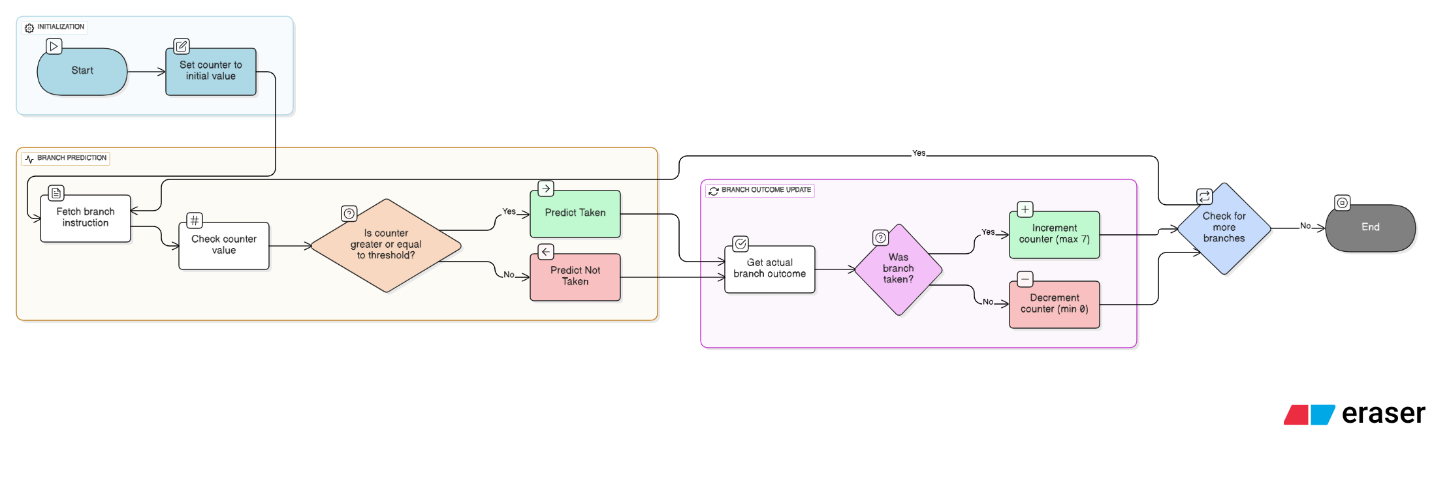 INITIALIZATION
Start
Set counter to
initial value
BRANCH PREDICTION
Fetch branch
instruction
Check counter
value
Is counter
greater or equal
to threshold?
Yes
Predict Taken
No
Predict Not
Taken
Yes
BRANCH OUTCOME UPDATE
Get actual
branch outcome
Was
branch
taken?
Yes
Increment
counter (max 7)
No
Decrement
counter (min 0)
Check for
more
branches
No
End
eraser